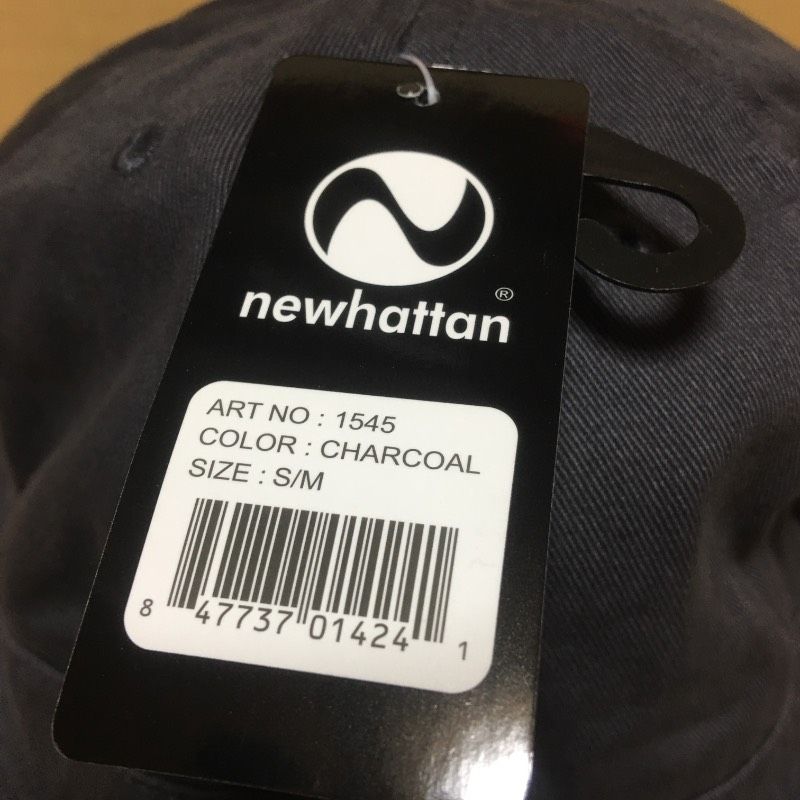 newhattan®
ART NO : 1545
COLOR : CHARCOAL
SIZE : S/M
8 47737 01424 1